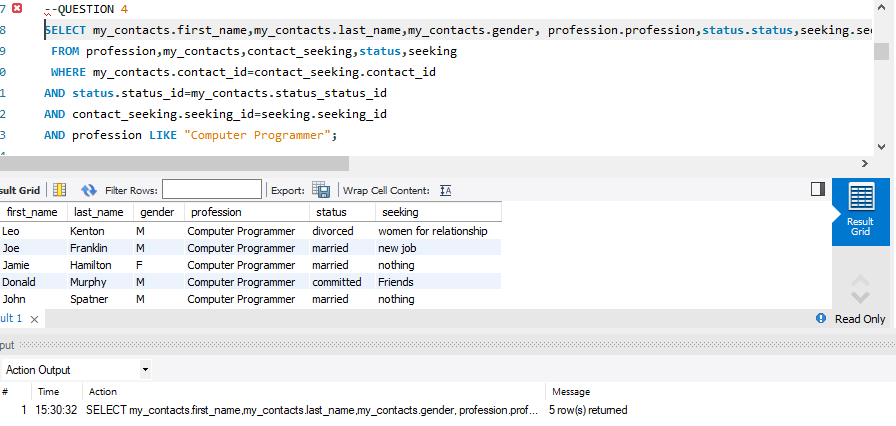 7 --QUESTION 4
8 SELECT my_contacts.first_name,my_contacts.last_name,my_contacts.gender, profession.profession,status.status,seeking.see
9 FROM profession,my_contacts,contact_seeking,status,seeking
0 WHERE my_contacts.contact_id=contact_seeking.contact_id
1 AND status.status_id=my_contacts.status_status_id
2 AND contact_seeking.seeking_id=seeking.seeking_id
3 AND profession LIKE "Computer Programmer";
sult Grid Filter Rows: Export: Wrap Cell Content:
first_name last_name gender profession status seeking
Leo Kenton M Computer Programmer divorced women for relationship
Joe Franklin M Computer Programmer married new job
Jamie Hamilton F Computer Programmer married nothing
Donald Murphy M Computer Programmer committed Friends
John Spatner M Computer Programmer married nothing
Result
Grid
ult 1 Read Only
put
Action Output
# Time Action Message
1 15:30:32 SELECT my_contacts.first_name,my_contacts.last_name,my_contacts.gender, profession.prof... 5 row(s) returned